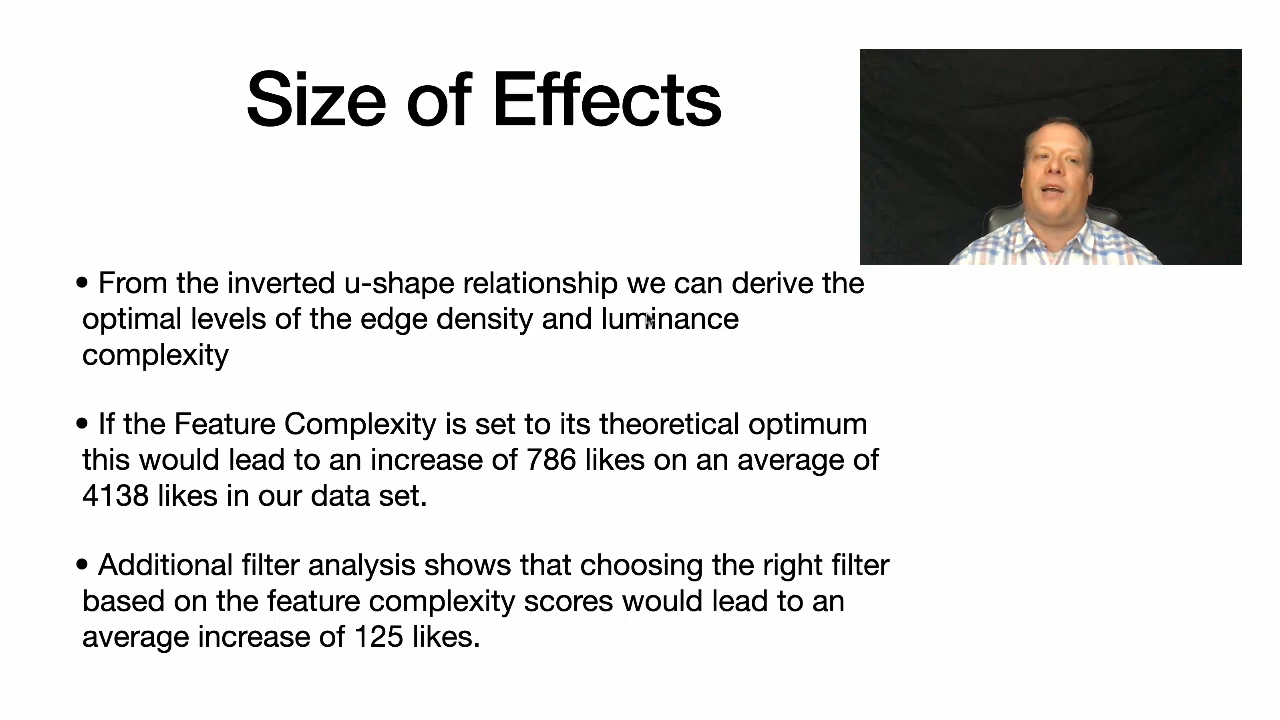 Size of Effects
• From the inverted u-shape relationship we can derive the
optimal levels of the edge density and luminance
complexity
• If the Feature Complexity is set to its theoretical optimum
this would lead to an increase of 786 likes on an average of
4138 likes in our data set.
• Additional filter analysis shows that choosing the right filter
based on the feature complexity scores would lead to an
average increase of 125 likes.